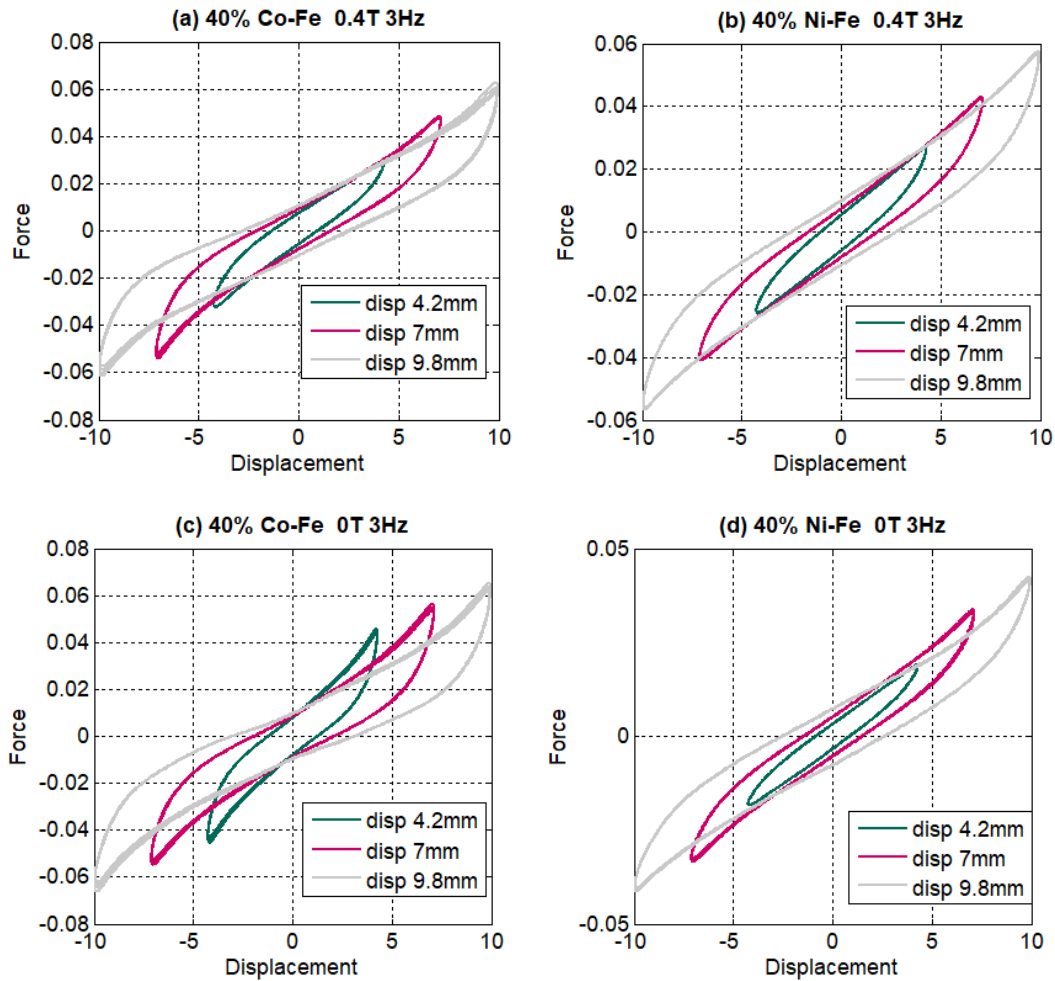 (a) 40% Co-Fe 0.4T 3Hz
0.08
0.06
0.04
0.02
0
-0.02
-0.04
-0.06
-0.08
Force
-10
-5
0
5
10
Displacement
disp 4.2mm
disp 7mm
disp 9.8mm
(b) 40% Ni-Fe 0.4T 3Hz
0.06
0.04
0.02
0
-0.02
-0.04
-0.06
Force
-10
-5
0
5
10
Displacement
disp 4.2mm
disp 7mm
disp 9.8mm
(c) 40% Co-Fe 0T 3Hz
0.08
0.06
0.04
0.02
0
-0.02
-0.04
-0.06
-0.08
Force
-10
-5
0
5
10
Displacement
disp 4.2mm
disp 7mm
disp 9.8mm
(d) 40% Ni-Fe 0T 3Hz
0.05
0
-0.05
Force
-10
-5
0
5
10
Displacement
disp 4.2mm
disp 7mm
disp 9.8mm